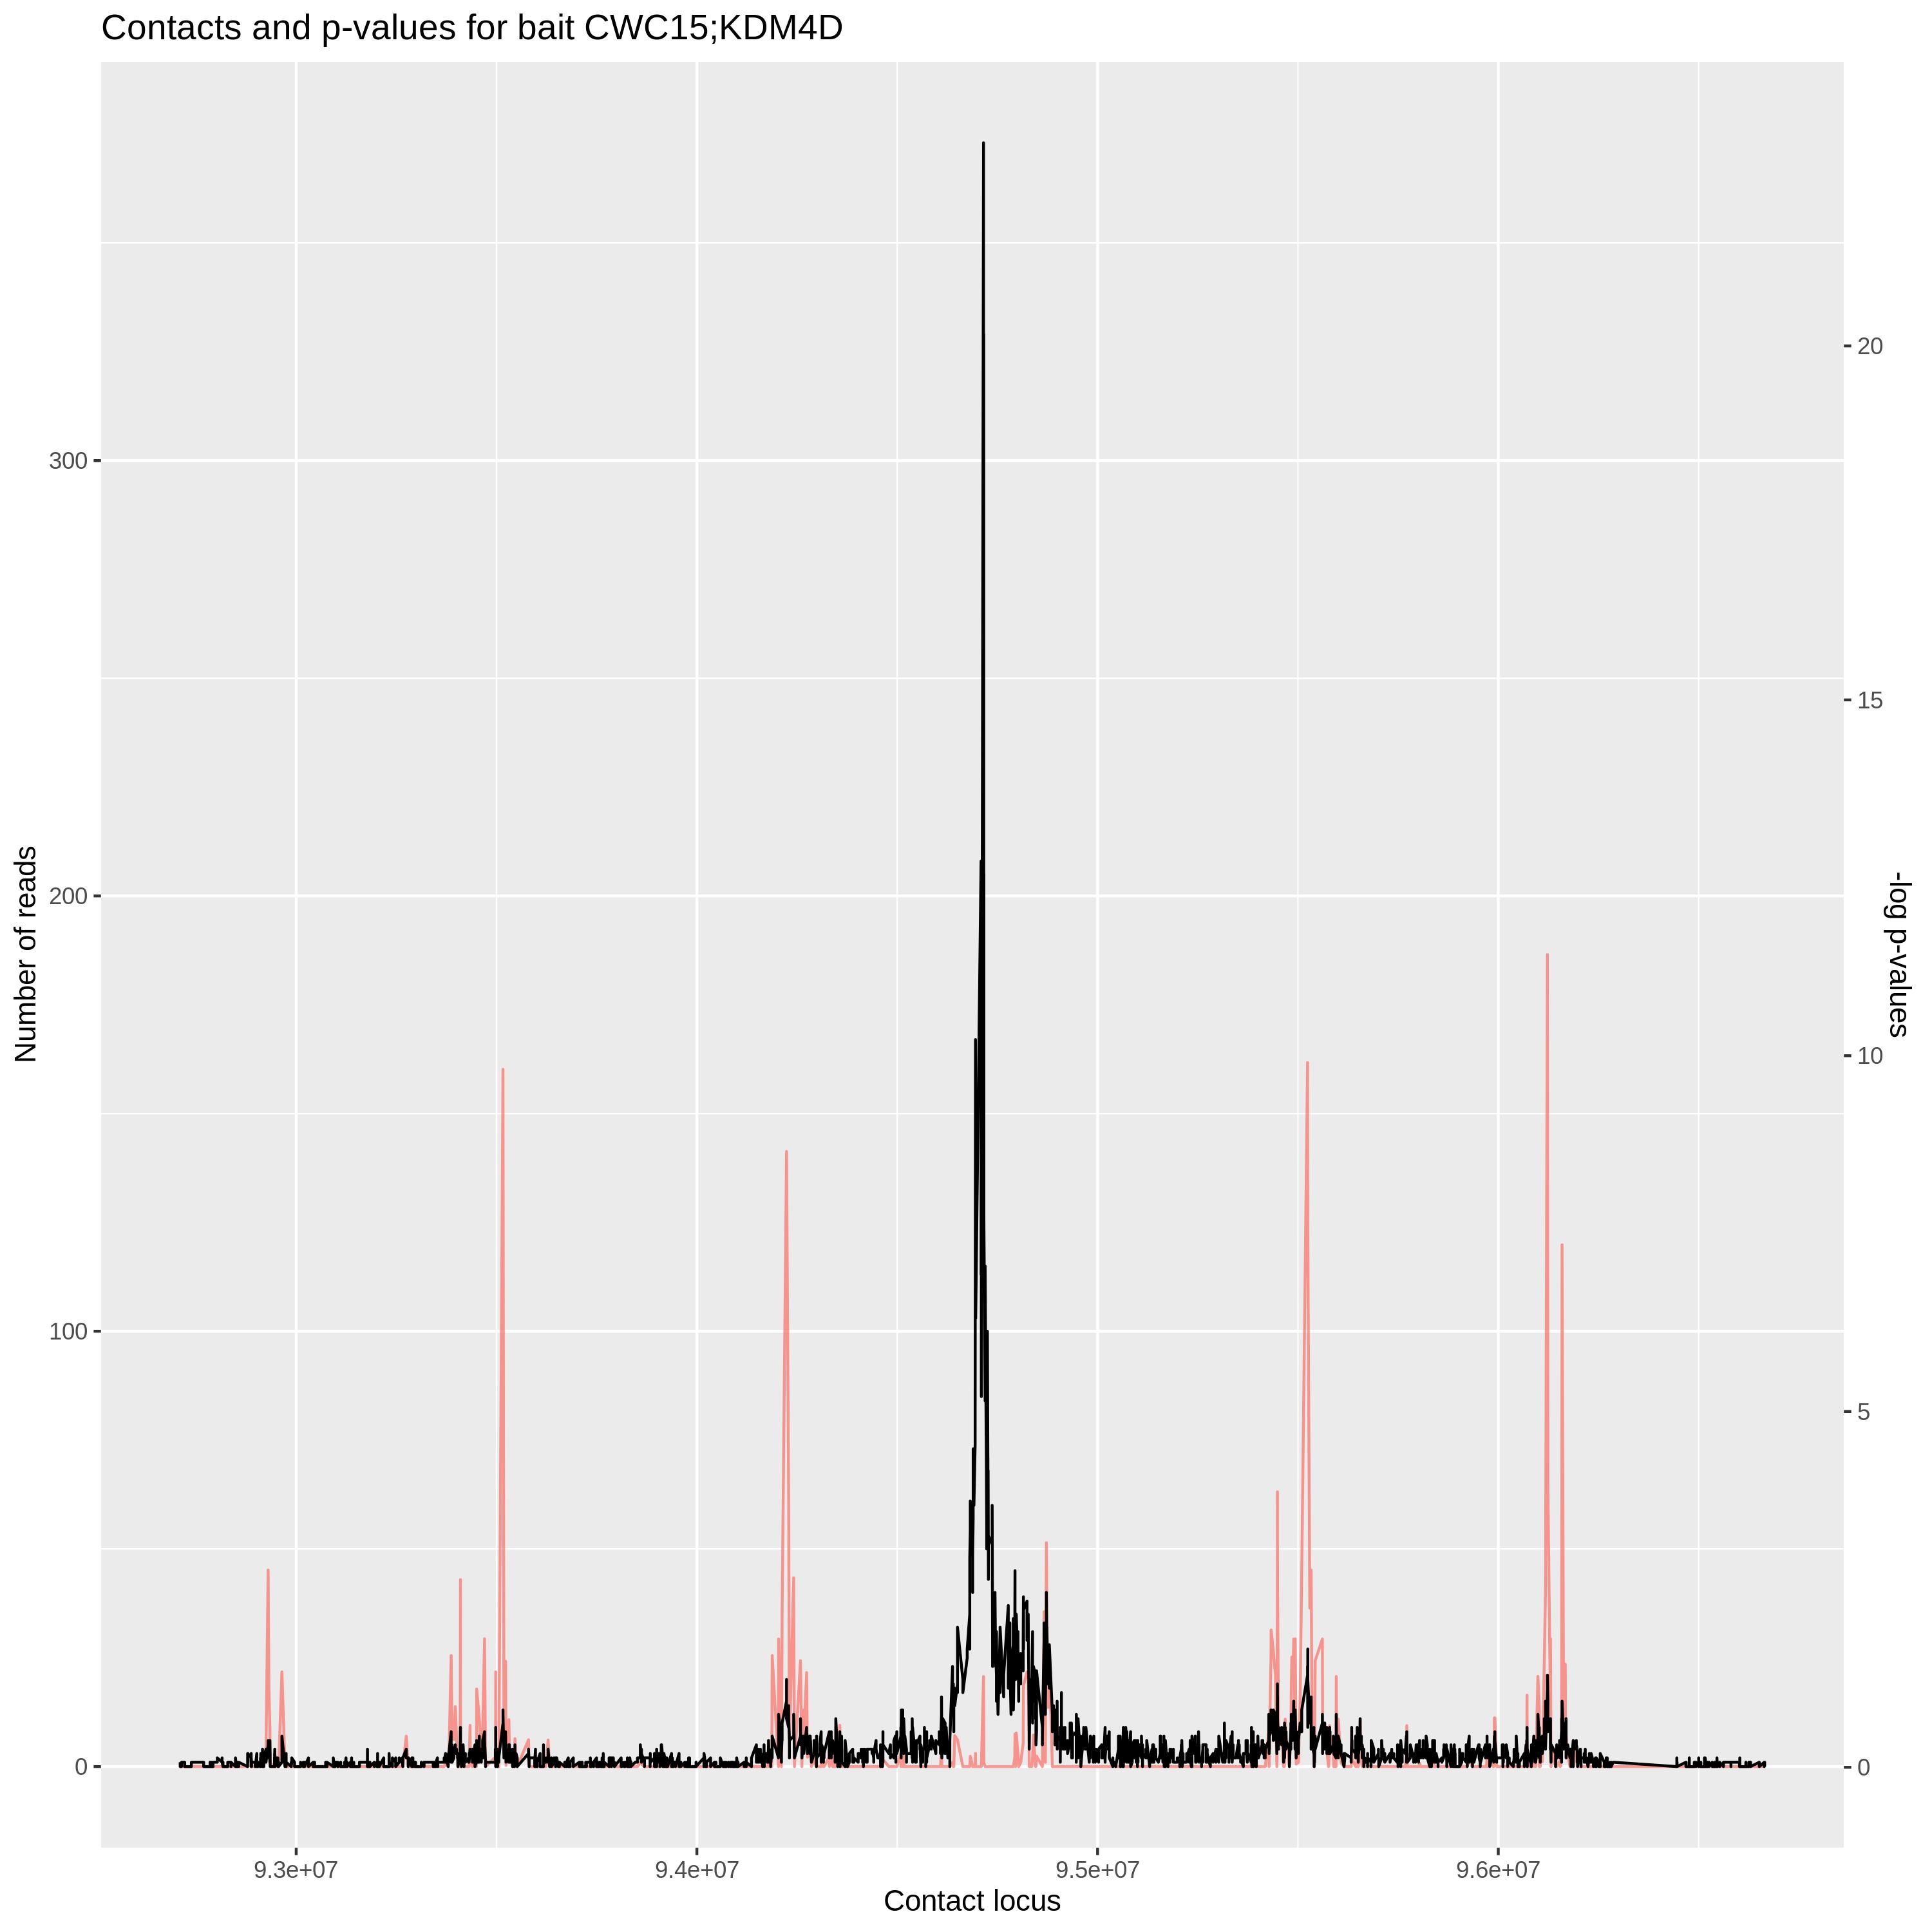 Contacts and p-values for bait CWC15;KDM4D
Number of reads
300
200
100
0
20
15
10
5
0
-log p-values
9.3e+07
9.4e+07
9.5e+07
9.6e+07
Contact locus